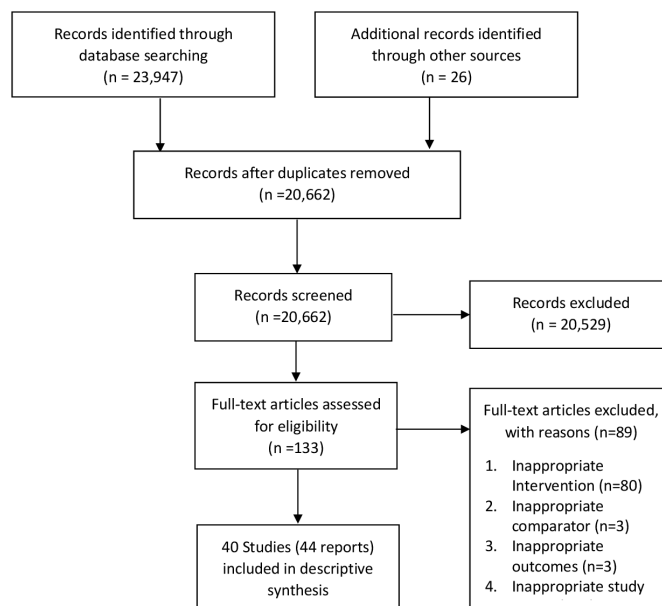 Records identified through
database searching
(n = 23,947)
Additional records identified
through other sources
(n = 26)
Records after duplicates removed
(n =20,662)
Records screened
(n =20,662)
Records excluded
(n = 20,529)
Full-text articles assessed
for eligibility
(n =133)
Full-text articles excluded,
with reasons (n=89)
1. Inappropriate
Intervention (n=80)
2. Inappropriate
comparator (n=3)
3. Inappropriate
outcomes (n=3)
4. Inappropriate study
40 Studies (44 reports)
included in descriptive
synthesis